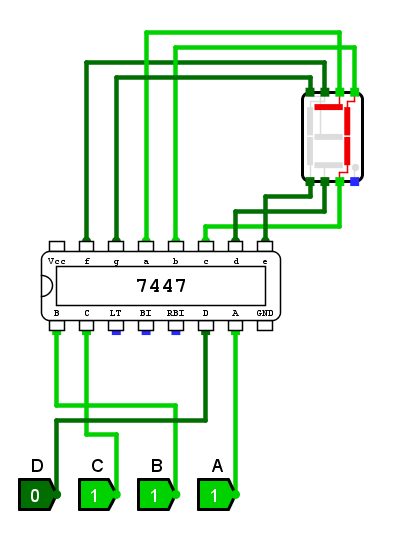 Vcc f g a b c d e
7447
B C LT BI RBI D A GND
D C B A
0 1 1 1